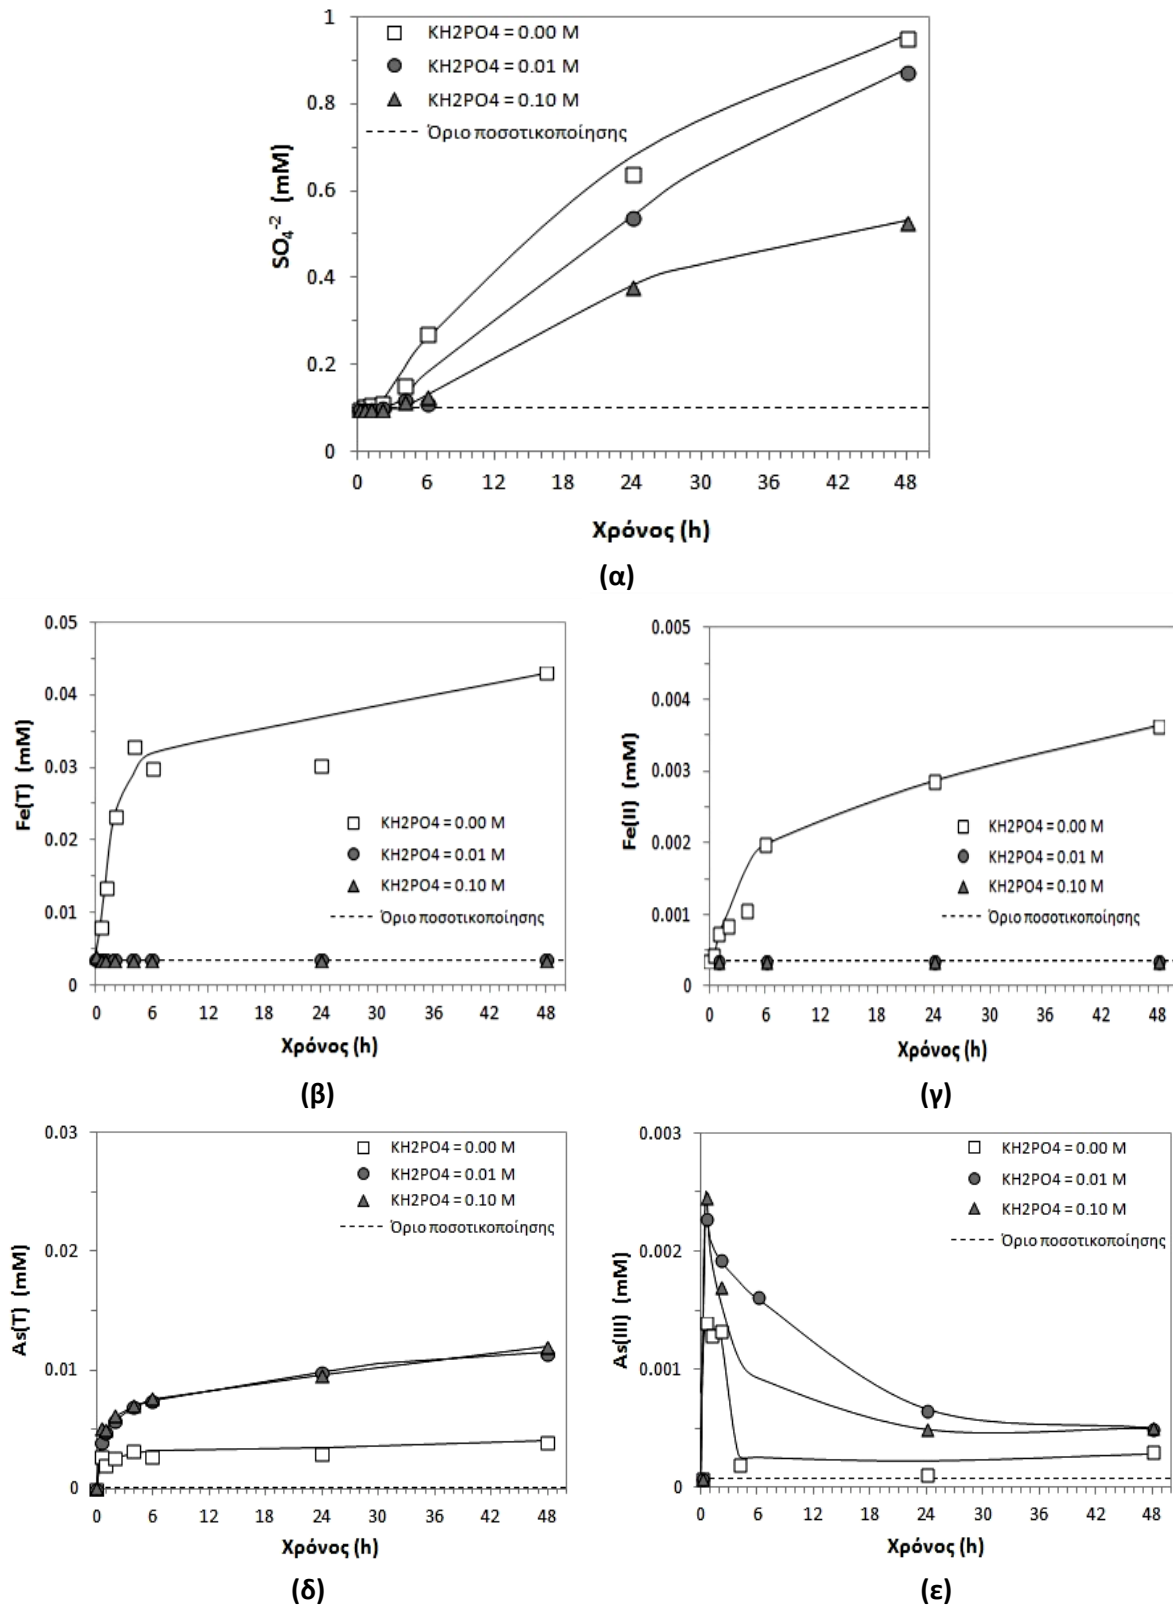 1
0.8
0.6
0.4
0.2
0
SO4-2 (mM)
KH2PO4 = 0.00 M
KH2PO4 = 0.01 M
KH2PO4 = 0.10 M
Όριο ποσοτικοποίησης
0 6 12 18 24 30 36 42 48
Χρόνος (h)
(α)
0.05
0.04
0.03
0.02
0.01
0
Fe(T) (mM)
KH2PO4 = 0.00 M
KH2PO4 = 0.01 M
KH2PO4 = 0.10 M
Όριο ποσοτικοποίησης
0 6 12 18 24 30 36 42 48
Χρόνος (h)
(β)
0.005
0.004
0.003
0.002
0.001
0
Fe(II) (mM)
KH2PO4 = 0.00 M
KH2PO4 = 0.01 M
KH2PO4 = 0.10 M
Όριο ποσοτικοποίησης
0 6 12 18 24 30 36 42 48
Χρόνος (h)
(γ)
0.03
0.02
0.01
0
As(T) (mM)
KH2PO4 = 0.00 M
KH2PO4 = 0.01 M
KH2PO4 = 0.10 M
Όριο ποσοτικοποίησης
0 6 12 18 24 30 36 42 48
Χρόνος (h)
(δ)
0.003
0.002
0.001
0
As(III) (mM)
KH2PO4 = 0.00 M
KH2PO4 = 0.01 M
KH2PO4 = 0.10 M
Όριο ποσοτικοποίησης
0 6 12 18 24 30 36 42 48
Χρόνος (h)
(ε)